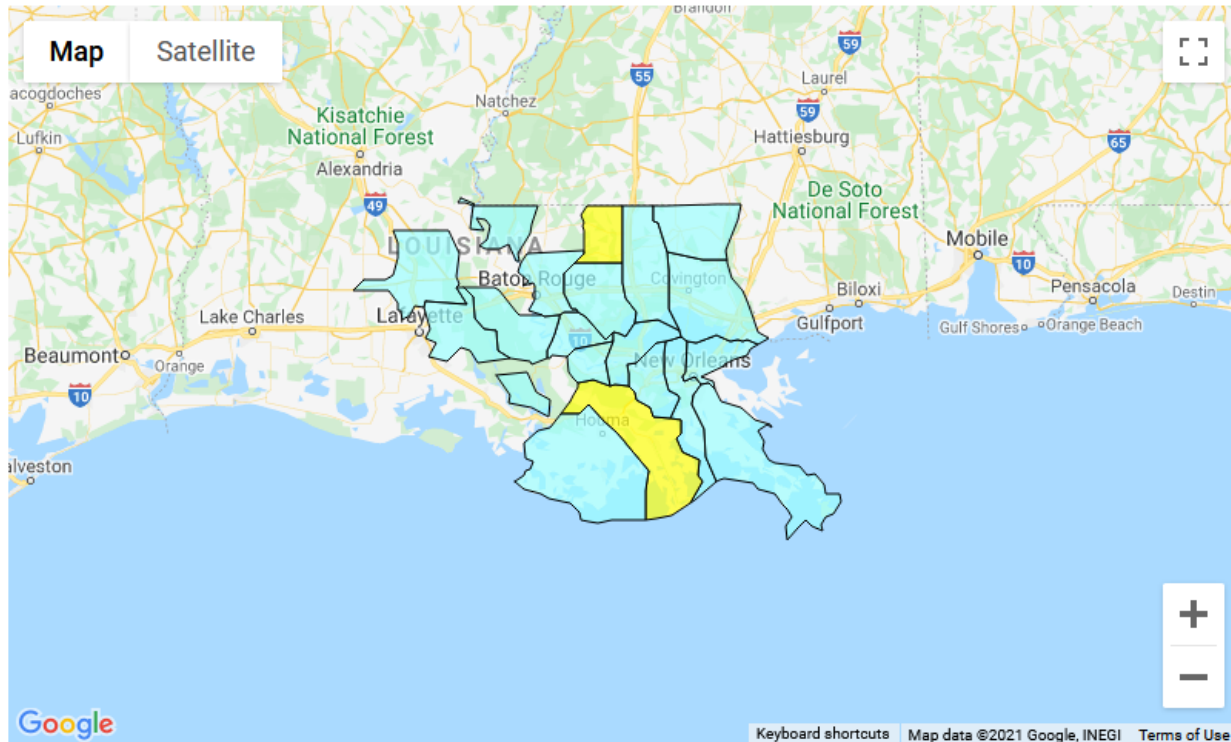 Brandon
Map
Satellite
59
55
Laurel
acogdoches
Natchez
Kisatchie
National Forest
59
Lufkin
Hattiesburg
65
Alexandria
De Soto
National Forest
49
LOUISIANA
Mobile
10
Baton Rouge
Covington
Pensacola
Biloxi
Destin
Lake Charles
Lafayette
Gulfport
Gulf Shores
Orange Beach
10
Beaumont
Orange
New Orleans
10
Houma
alveston
+
−
Google
Keyboard shortcuts
Map data ©2021 Google, INEGI
Terms of Use